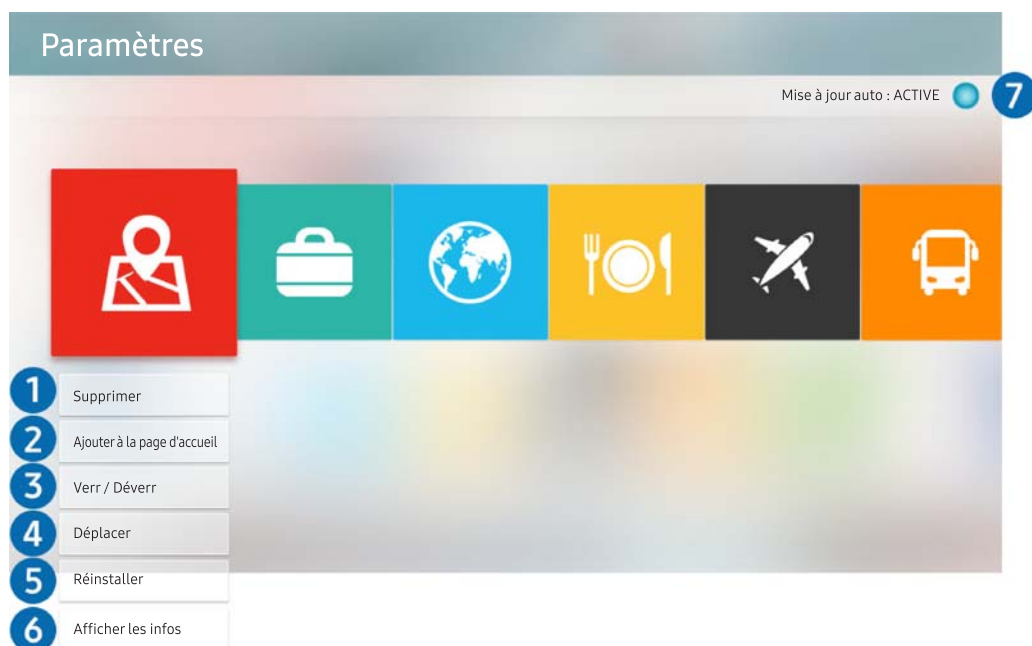 Paramètres
Mise à jour auto : ACTIVE
7
1
Supprimer
2
Ajouter à la page d'accueil
3
Verr / Déverr
4
Déplacer
5
Réinstaller
6
Afficher les infos